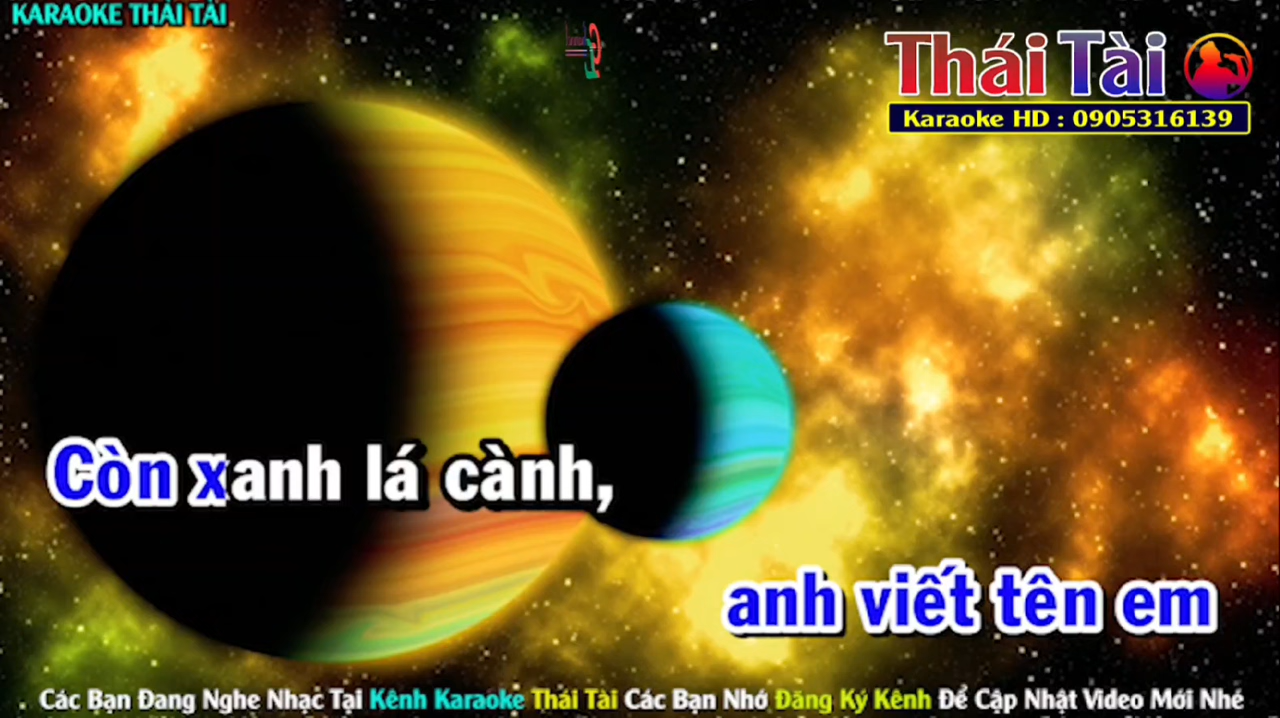 KARAOKE THÁI TÀI
Thái Tài
Karaoke HD : 0905316139
Còn xanh lá cành,
anh viết tên em
Các Bạn Đang Nghe Nhạc Tại Kênh Karaoke Thái Tài Các Bạn Nhớ Đăng Ký Kênh Để Cập Nhật Video Mới Nhé